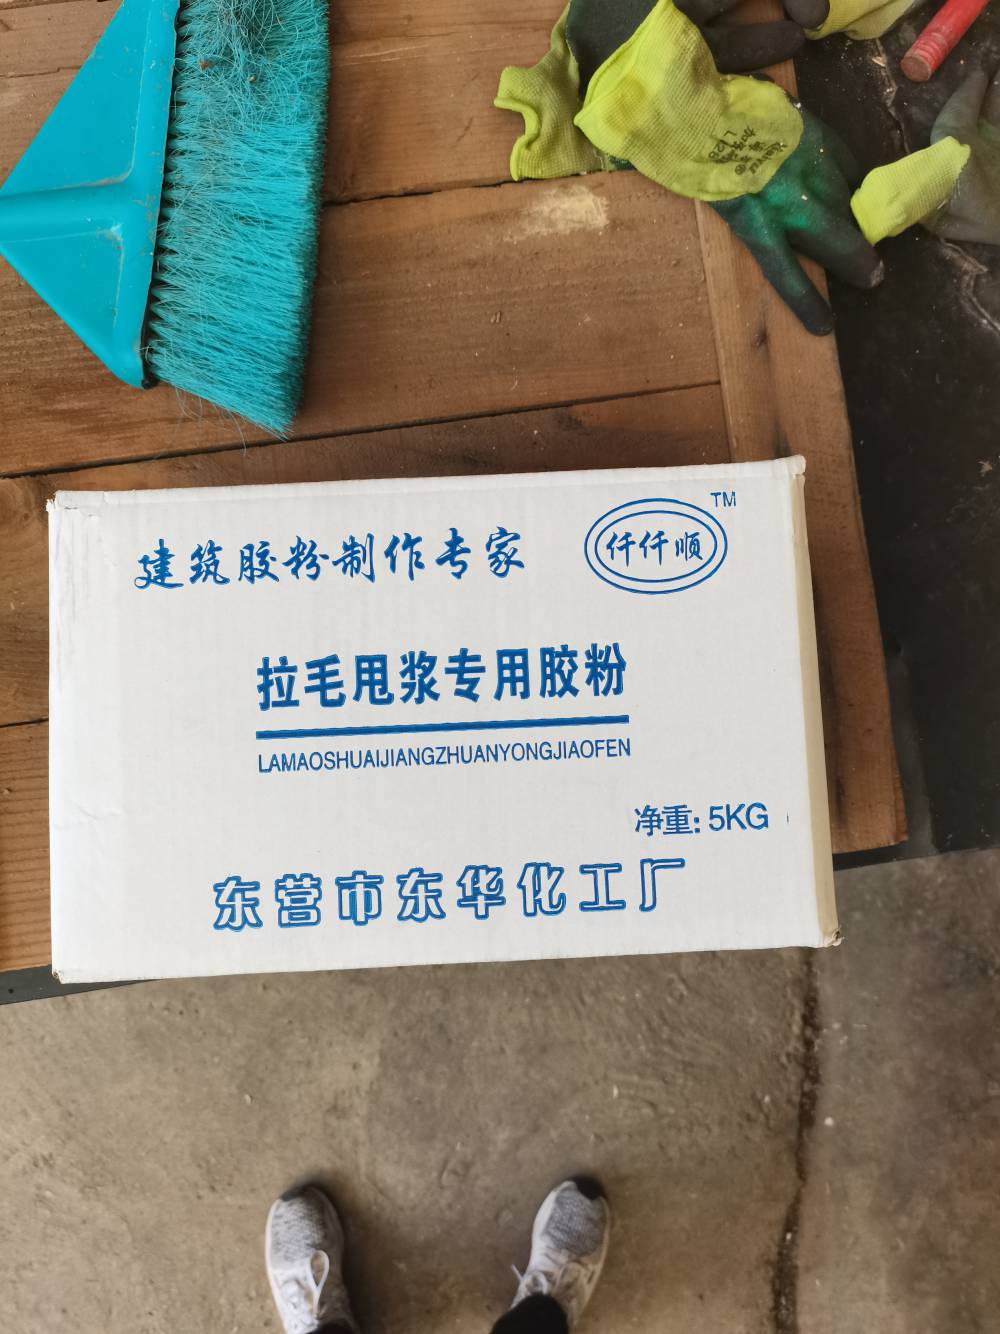 建筑胶粉制作专家
仟仟顺
TM
拉毛甩浆专用胶粉
LAMAOSHUAIJIANGZHUANYONGJIAOFEN
净重: 5KG
东营市东华化工厂